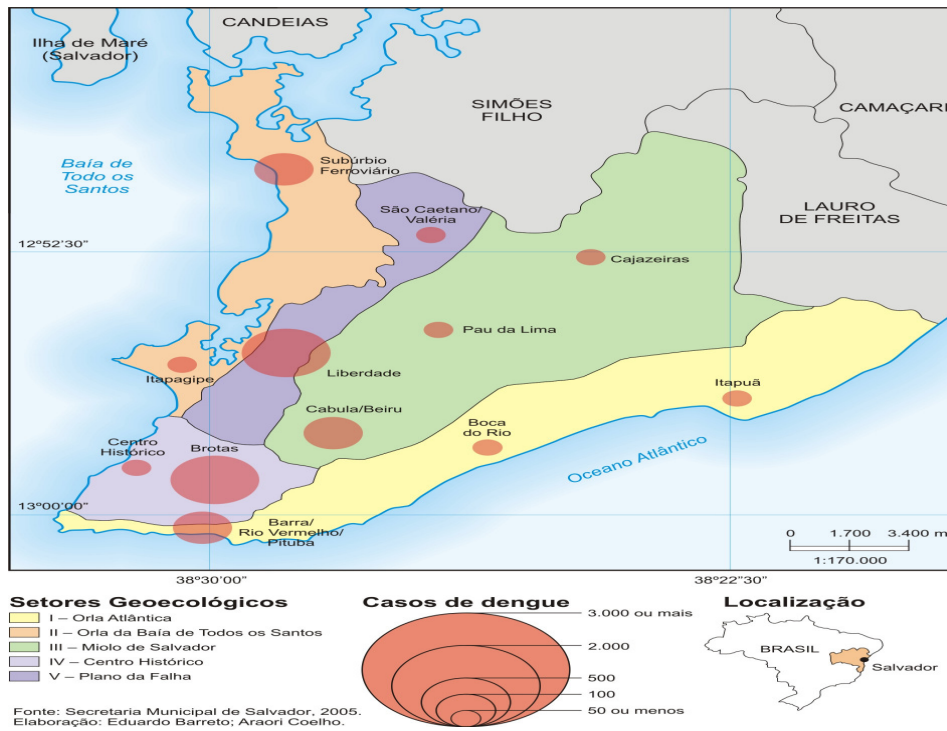 CANDEIAS
Ilha de Maré
(Salvador)
SIMÕES
FILHO
CAMAÇARI
Baía de
Todo os
Santos
Subúrbio
Ferroviário
São Caetano/
Valéria
LAURO
DE FREITAS
12°52'30"
Cajazeiras
Pau da Lima
Itapagipe
Liberdade
Itapuã
Cabula/Beiru
Boca
do Rio
Centro
Histórico
Brotas
Oceano Atlântico
13°00'00"
Barra/
Rio Vermelho/
Pituba
0 1.700 3.400 m
1:170.000
38°30'00" 38°22'30"
Setores Geoecológicos
I – Orla Atlântica
II – Orla da Baía de Todos os Santos
III – Miolo de Salvador
IV – Centro Histórico
V – Plano da Falha
Casos de dengue
3.000 ou mais
2.000
500
100
50 ou menos
Localização
BRASIL
Salvador
Fonte: Secretaria Municipal de Salvador, 2005.
Elaboração: Eduardo Barreto; Araori Coelho.